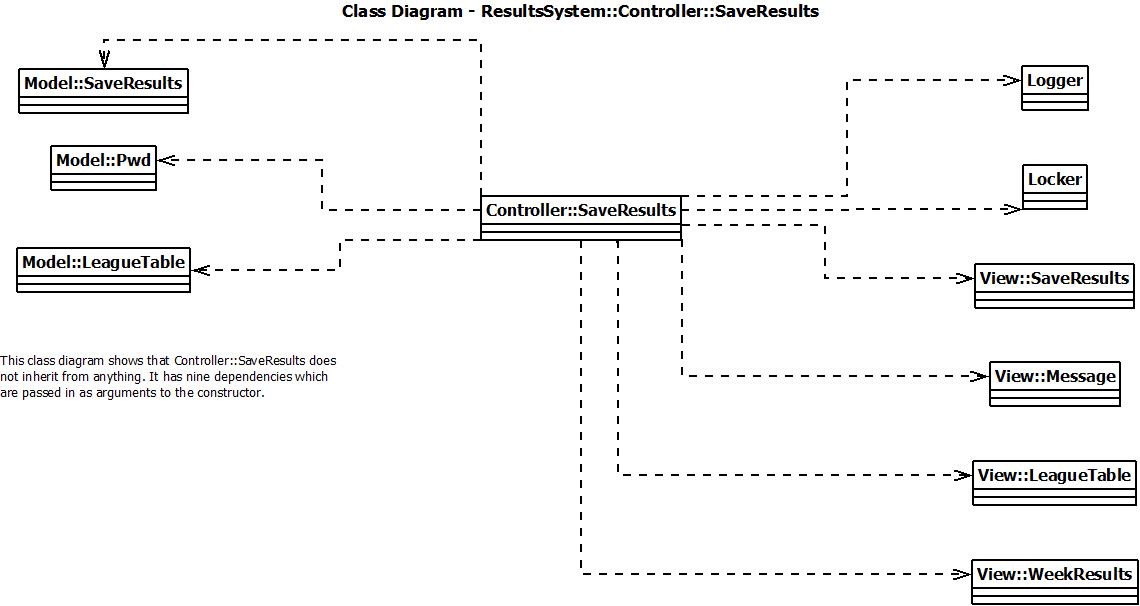 Class Diagram - ResultsSystem::Controller::SaveResults
Model::SaveResults
Logger
Model::Pwd
Locker
Controller::SaveResults
Model::LeagueTable
View::SaveResults
This class diagram shows that Controller::SaveResults does
not inherit from anything. It has nine dependencies which
are passed in as arguments to the constructor.
View::Message
View::LeagueTable
View::WeekResults